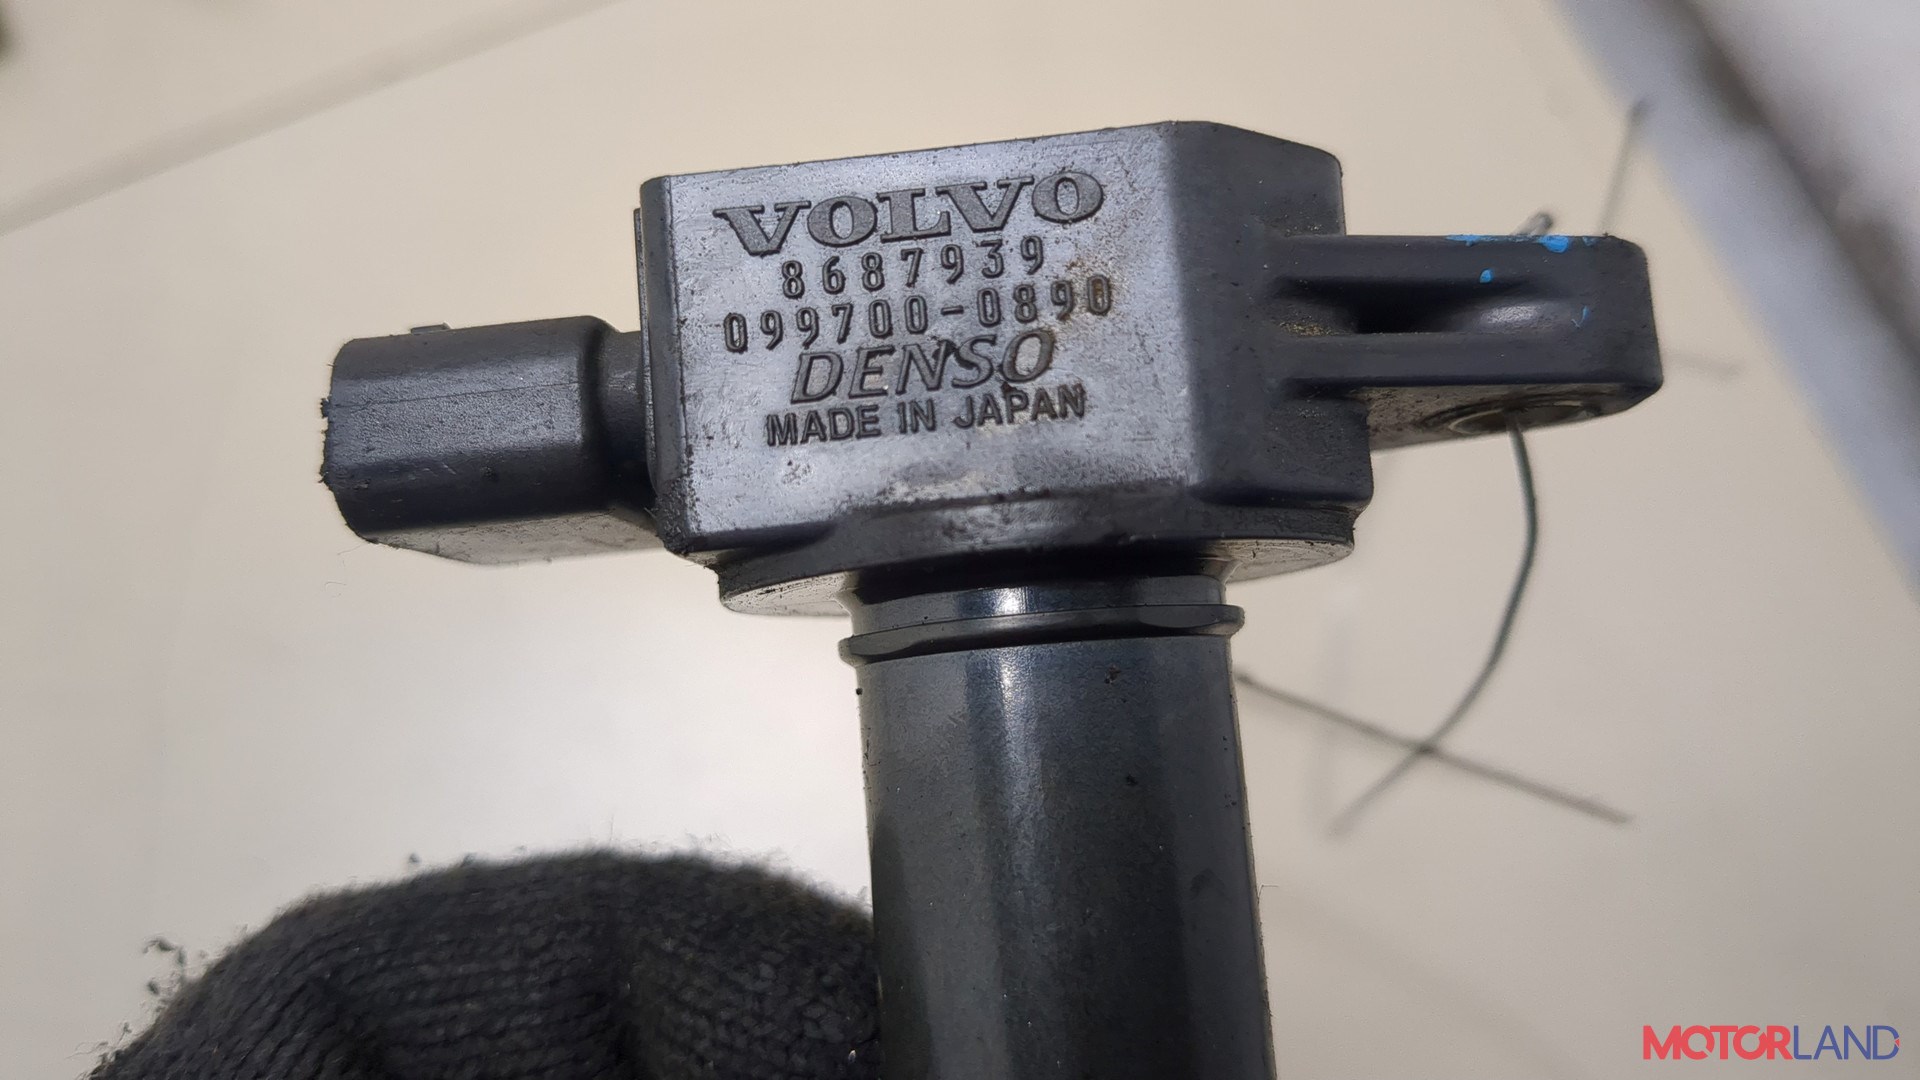 VOLVO
8687939
099700-0890
DENSO
MADE IN JAPAN
MOTORLAND